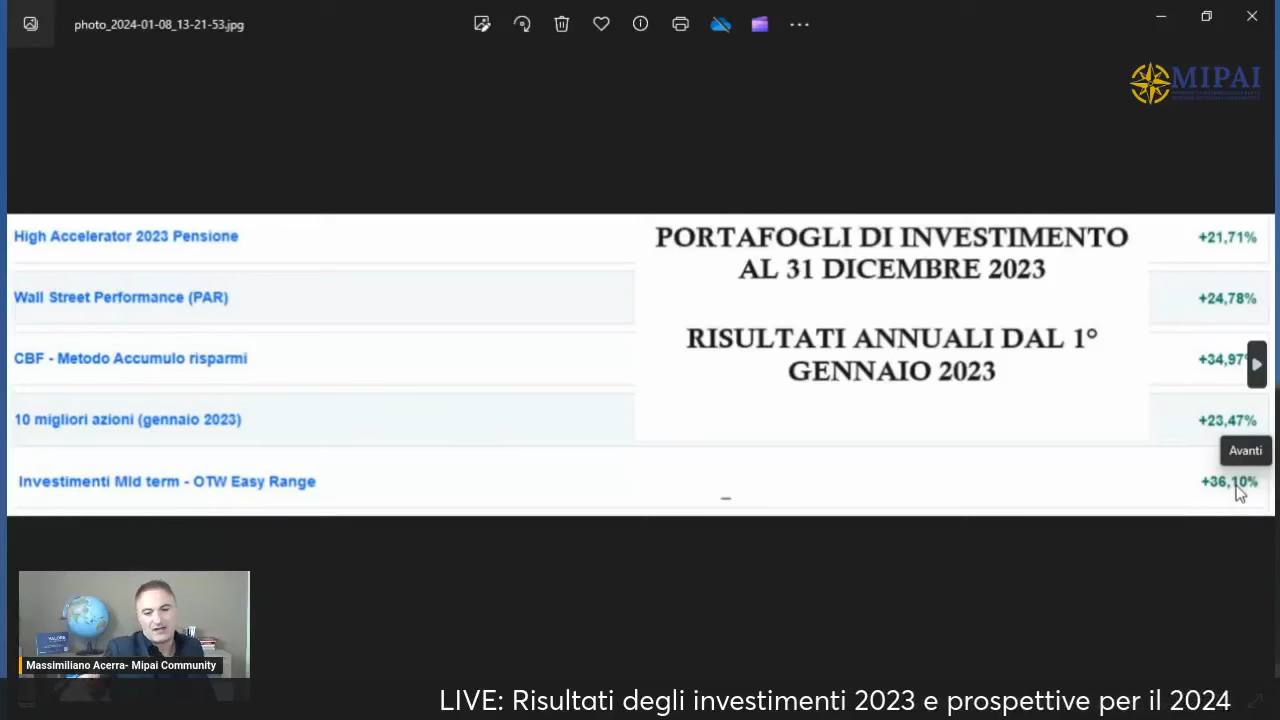 photo_2024-01-08_13-21-53.jpg
MIPAI
High Accelerator 2023 Pensione
+21,71%
PORTAFOGLI DI INVESTIMENTO
AL 31 DICEMBRE 2023
Wall Street Performance (PAR)
+24,78%
RISULTATI ANNUALI DAL 1°
GENNAIO 2023
CBF - Metodo Accumulo risparmi
+34,97
10 migliori azioni (gennaio 2023)
+23,47%
Avanti
Investimenti MId term - OTW Easy Range
+36,10%
Massimiliano Acerra- Mipai Community
LIVE: Risultati degli investimenti 2023 e prospettive per il 2024